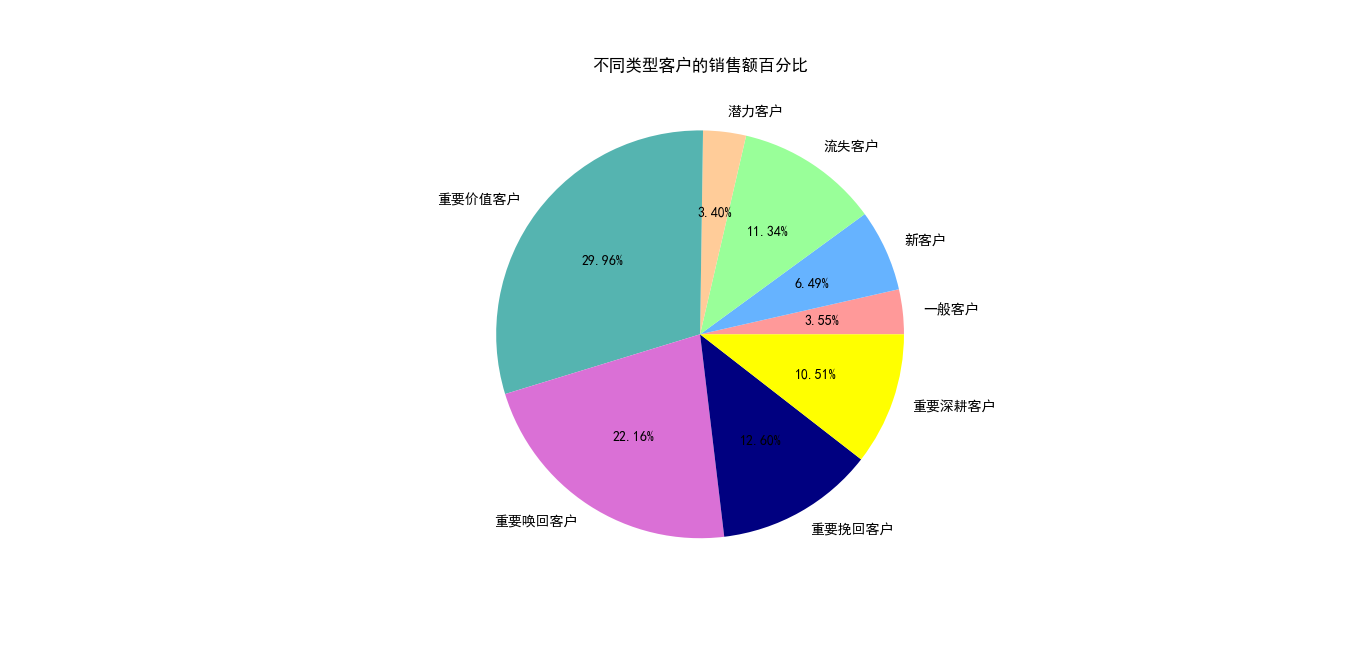 不同类型客户的销售额百分比
潜力客户
流失客户
重要价值客户
3.40%
11.34%
新客户
29.96%
6.49%
一般客户
3.55%
10.51%
重要深耕客户
22.16%
12.60%
重要唤回客户
重要挽回客户